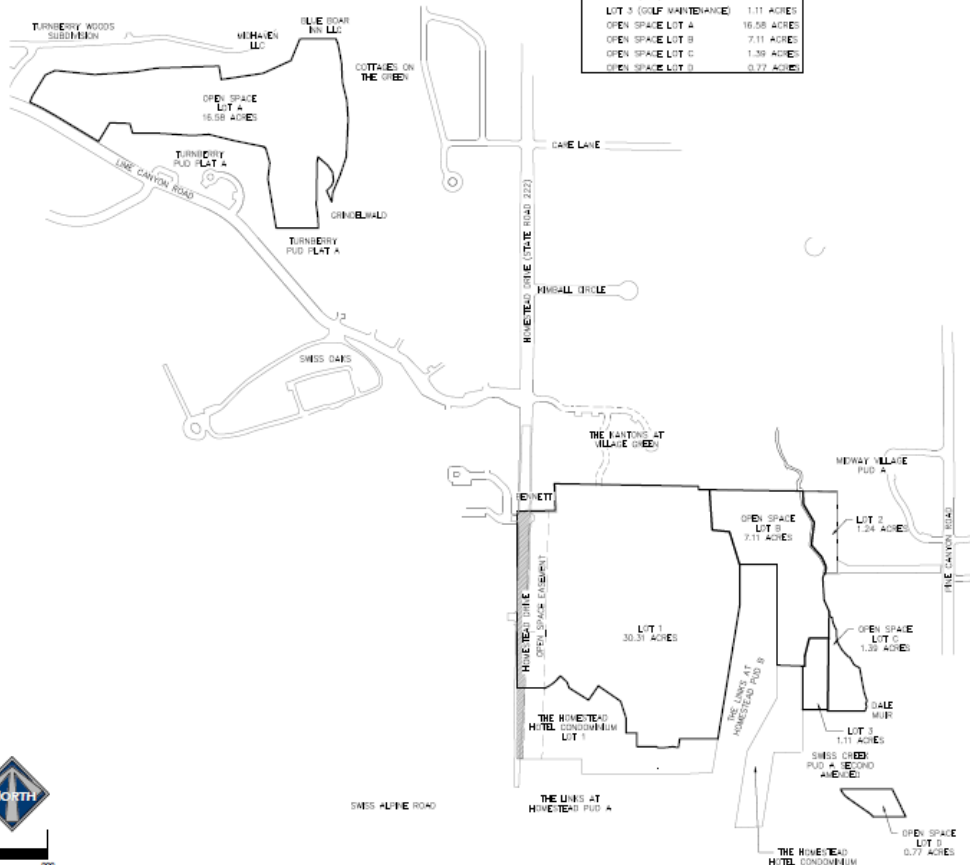 LOT 3 (GOLF MAINTENANCE) 1.11 ACRES
OPEN SPACE LOT A 16.58 ACRES
OPEN SPACE LOT B 7.11 ACRES
OPEN SPACE LOT C 1.39 ACRES
OPEN SPACE LOT D 0.77 ACRES
TURNBERRY WOODS
SUBDIVISION
MIDHAVEN
LLC
BLUE BOAR
INN LLC
COTTAGES ON
THE GREEN
OPEN SPACE
LOT A
16.58 ACRES
TURNBERRY
PUD PLAT A
LIME CANYON ROAD
GRINDELWALD
TURNBERRY
PUD PLAT A
CARE LANE
HOMESTEAD DRIVE (STATE ROAD 222)
KIMBALL CIRCLE
SWISS OAKS
THE KANTONS AT
VILLAGE GREEN
MIDWAY VILLAGE
PUD A
BENNETT
OPEN SPACE
LOT B
7.11 ACRES
LOT 2
1.24 ACRES
PINE CANYON ROAD
HOMESTEAD DRIVE
OPEN SPACE EASEMENT
LOT 1
30.31 ACRES
OPEN SPACE
LOT C
1.39 ACRES
THE LINKS AT
HOMESTEAD PUD B
DALE
MUIR
THE HOMESTEAD
HOTEL CONDOMINIUM
LOT 1
LOT 3
1.11 ACRES
SWISS CREEK
PUD A SECOND
AMENDED
NORTH
SWISS ALPINE ROAD
THE LINKS AT
HOMESTEAD PUD A
OPEN SPACE
LOT D
0.77 ACRES
THE HOMESTEAD
HOTEL CONDOMINIUM